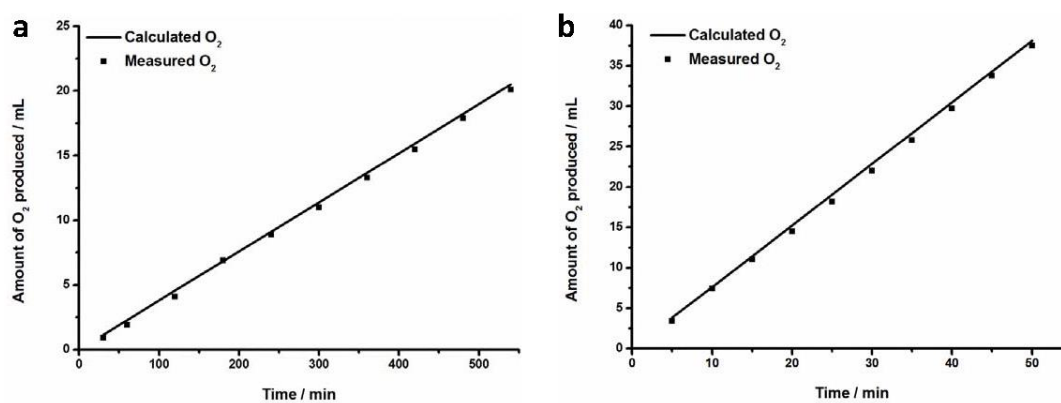 a
Calculated O₂
Measured O₂
Amount of O₂ produced / mL
25
20
15
10
5
0
0 100 200 300 400 500
Time / min
b
Calculated O₂
Measured O₂
Amount of O₂ produced / mL
40
35
30
25
20
15
10
5
0
0 10 20 30 40 50
Time / min